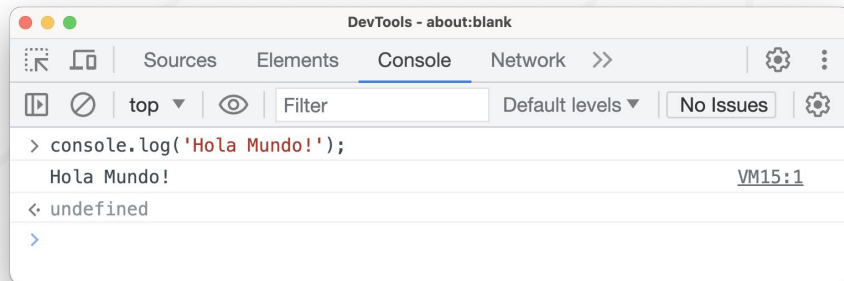 DevTools - about:blank
Sources Elements Console Network
top Filter Default levels No Issues
console.log('Hola Mundo!');
Hola Mundo! VM15:1
undefined